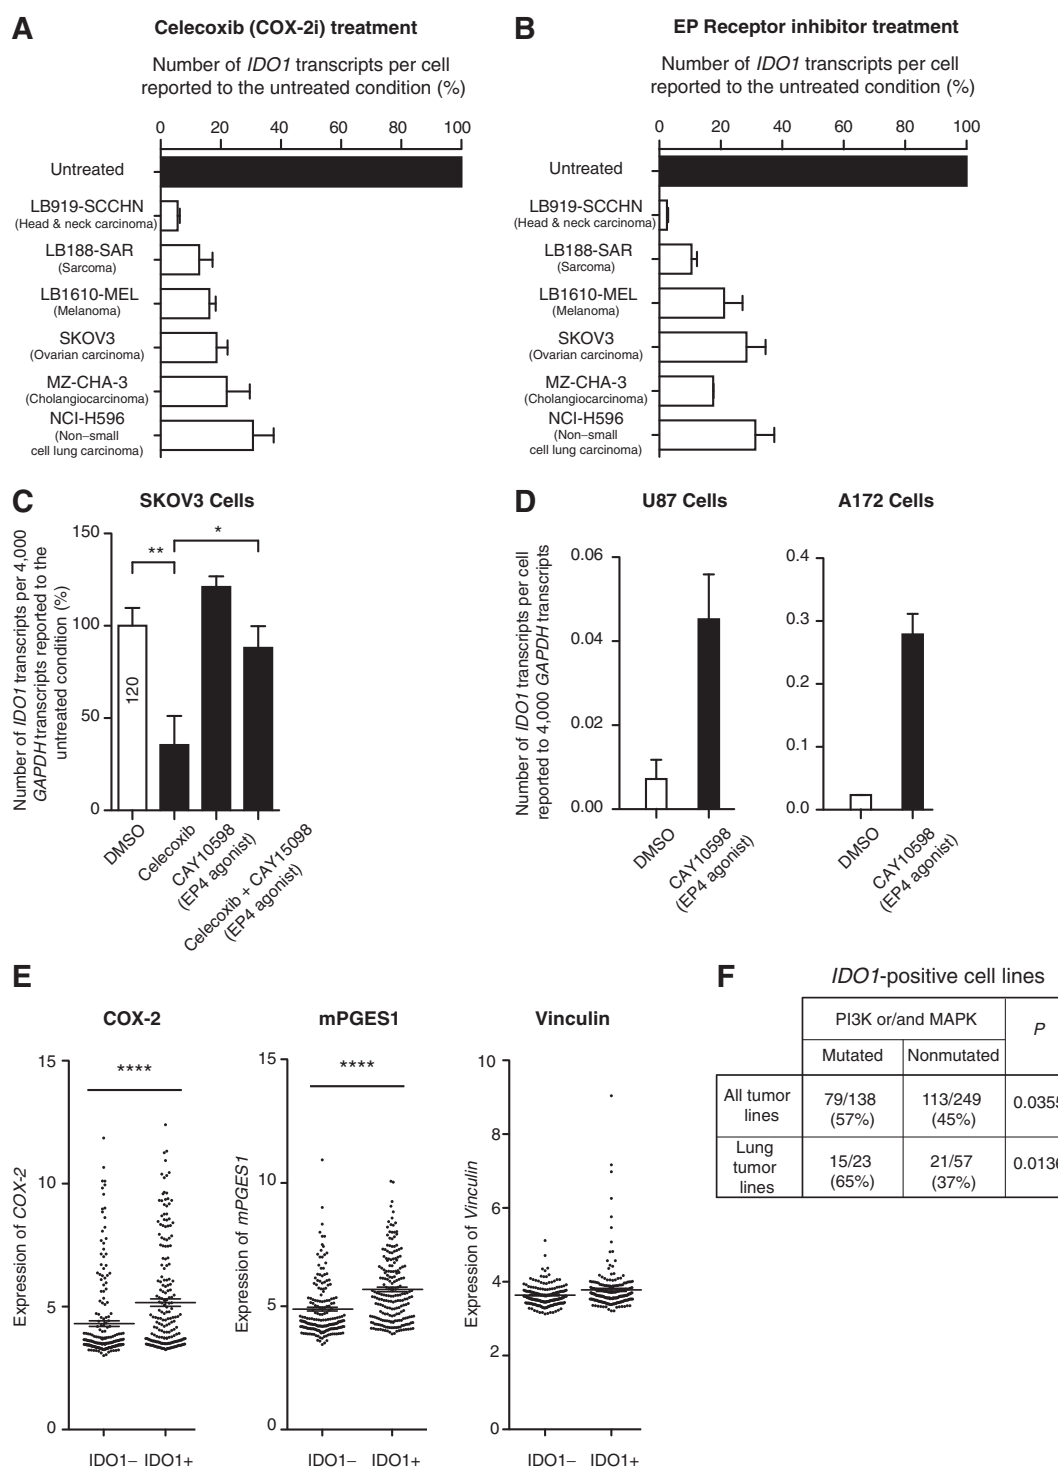 A
Celecoxib (COX-2i) treatment
Number of IDO1 transcripts per cell
reported to the untreated condition (%)
0 20 40 60 80 100
Untreated
LB919-SCCHN
(Head & neck carcinoma)
LB188-SAR
(Sarcoma)
LB1610-MEL
(Melanoma)
SKOV3
(Ovarian carcinoma)
MZ-CHA-3
(Cholangiocarcinoma)
NCI-H596
(Non–small
cell lung carcinoma)
B
EP Receptor inhibitor treatment
Number of IDO1 transcripts per cell
reported to the untreated condition (%)
0 20 40 60 80 100
Untreated
LB919-SCCHN
(Head & neck carcinoma)
LB188-SAR
(Sarcoma)
LB1610-MEL
(Melanoma)
SKOV3
(Ovarian carcinoma)
MZ-CHA-3
(Cholangiocarcinoma)
NCI-H596
(Non–small
cell lung carcinoma)
C
SKOV3 Cells
Number of IDO1 transcripts per 4,000
GAPDH transcripts reported to the
untreated condition (%)
150
100
50
0
**
*
120
DMSO
Celecoxib
CAY10598
(EP4 agonist)
Celecoxib + CAY15098
(EP4 agonist)
D
U87 Cells
Number of IDO1 transcripts per cell
reported to 4,000 GAPDH transcripts
0.06
0.04
0.02
0.00
DMSO
CAY10598
(EP4 agonist)
A172 Cells
0.4
0.3
0.2
0.1
0.0
DMSO
CAY10598
(EP4 agonist)
E
COX-2
Expression of COX-2
15
10
5
0
****
IDO1– IDO1+
mPGES1
Expression of mPGES1
15
10
5
0
****
IDO1– IDO1+
Vinculin
Expression of Vinculin
10
8
6
4
2
0
IDO1– IDO1+
F
IDO1-positive cell lines
PI3K or/and MAPK
P
Mutated Nonmutated
All tumor
lines
79/138
(57%)
113/249
(45%)
0.0355
Lung
tumor
lines
15/23
(65%)
21/57
(37%)
0.0136